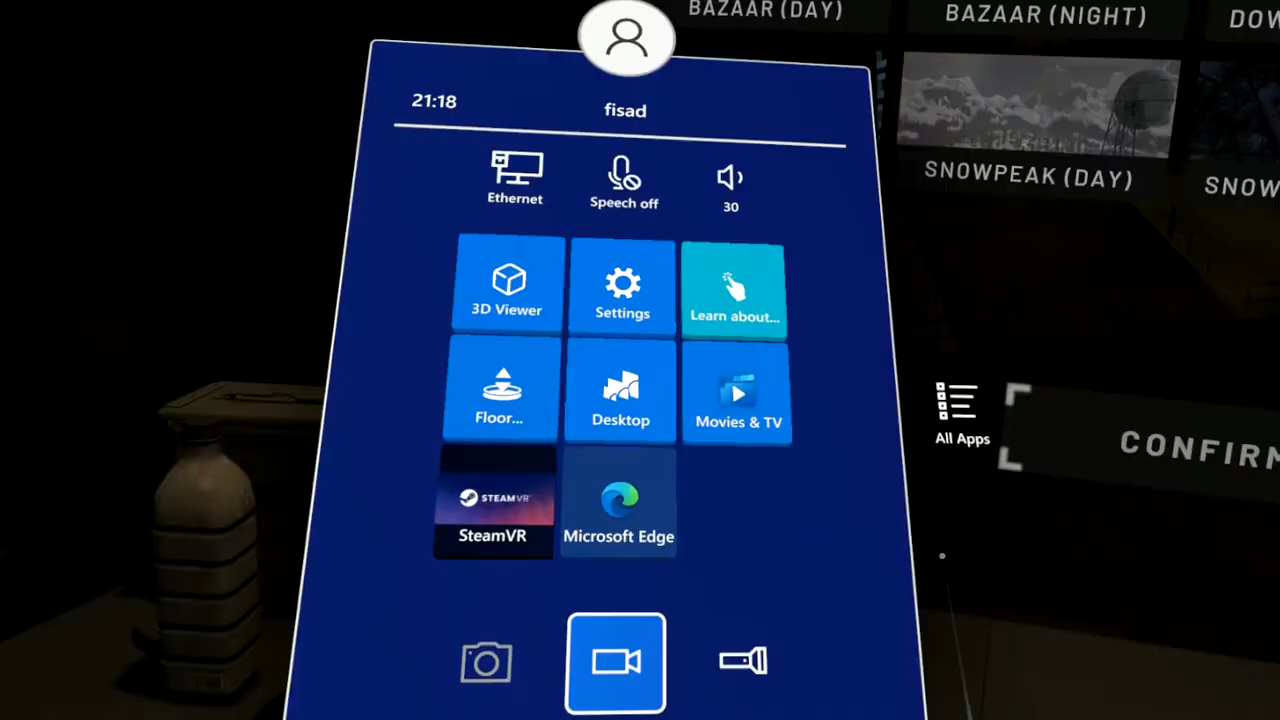 BAZAAR (DAY)
BAZAAR (NIGHT)
DOW
21:18
fisad
SNOWPEAK (DAY)
SNOW
Ethernet
Speech off
30
3D Viewer
Settings
Learn about...
Floor...
Desktop
Movies & TV
All Apps
CONFIRM
STEAMVR
SteamVR
Microsoft Edge